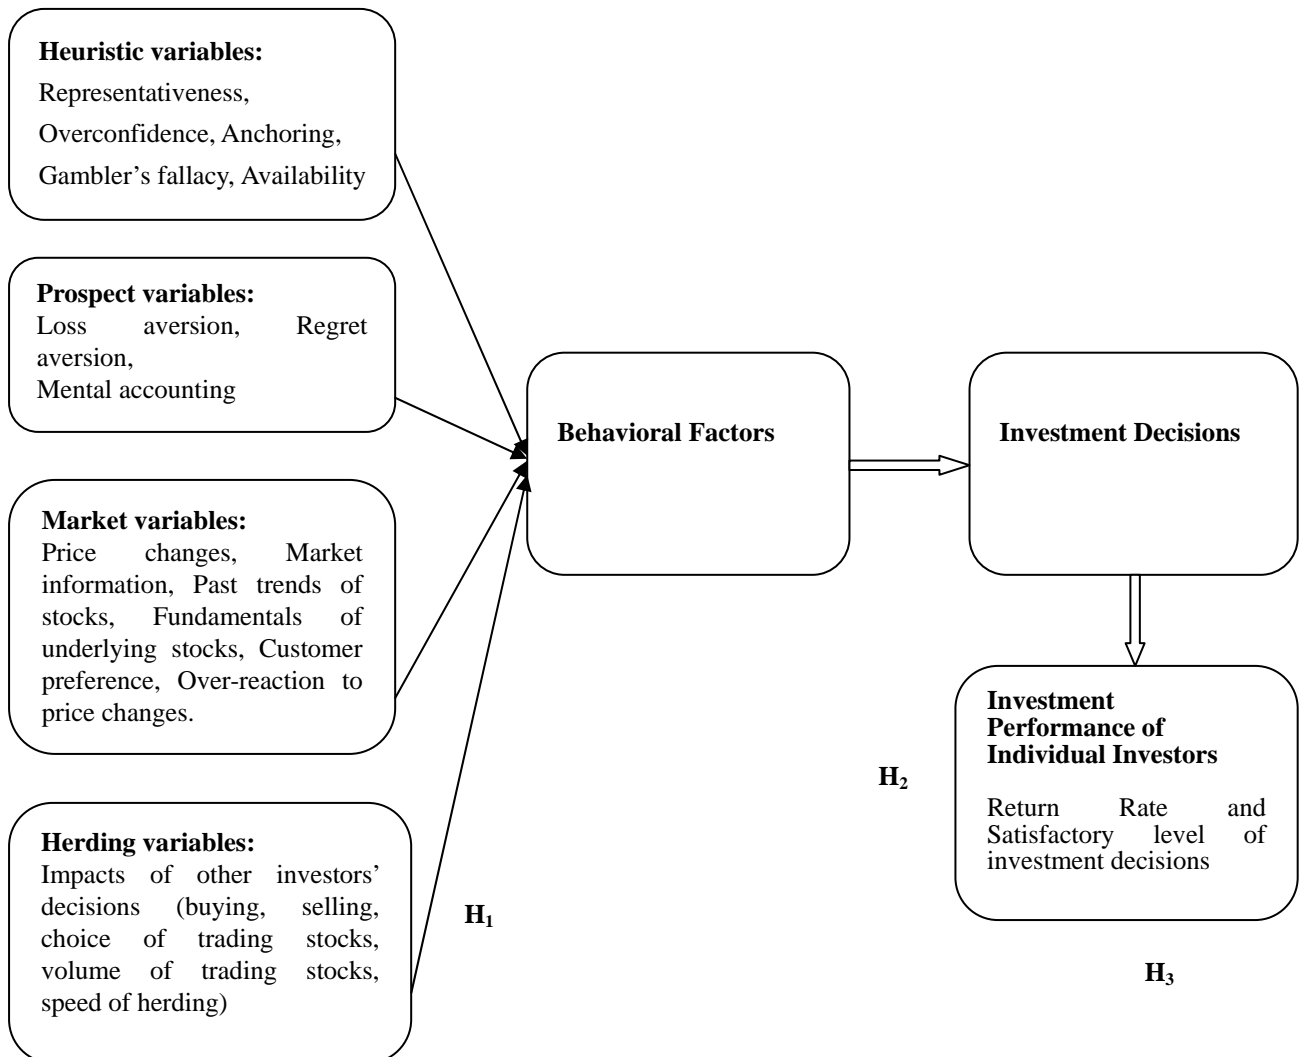 Heuristic variables:
Representativeness,
Overconfidence, Anchoring,
Gambler’s fallacy, Availability
Prospect variables:
Loss aversion, Regret
aversion,
Mental accounting
Market variables:
Price changes, Market
information, Past trends of
stocks, Fundamentals of
underlying stocks, Customer
preference, Over-reaction to
price changes.
Herding variables:
Impacts of other investors’
decisions (buying, selling,
choice of trading stocks,
volume of trading stocks,
speed of herding)
H₁
Behavioral Factors
Investment Decisions
H₂
Investment
Performance of
Individual Investors
Return Rate and
Satisfactory level of
investment decisions
H₃